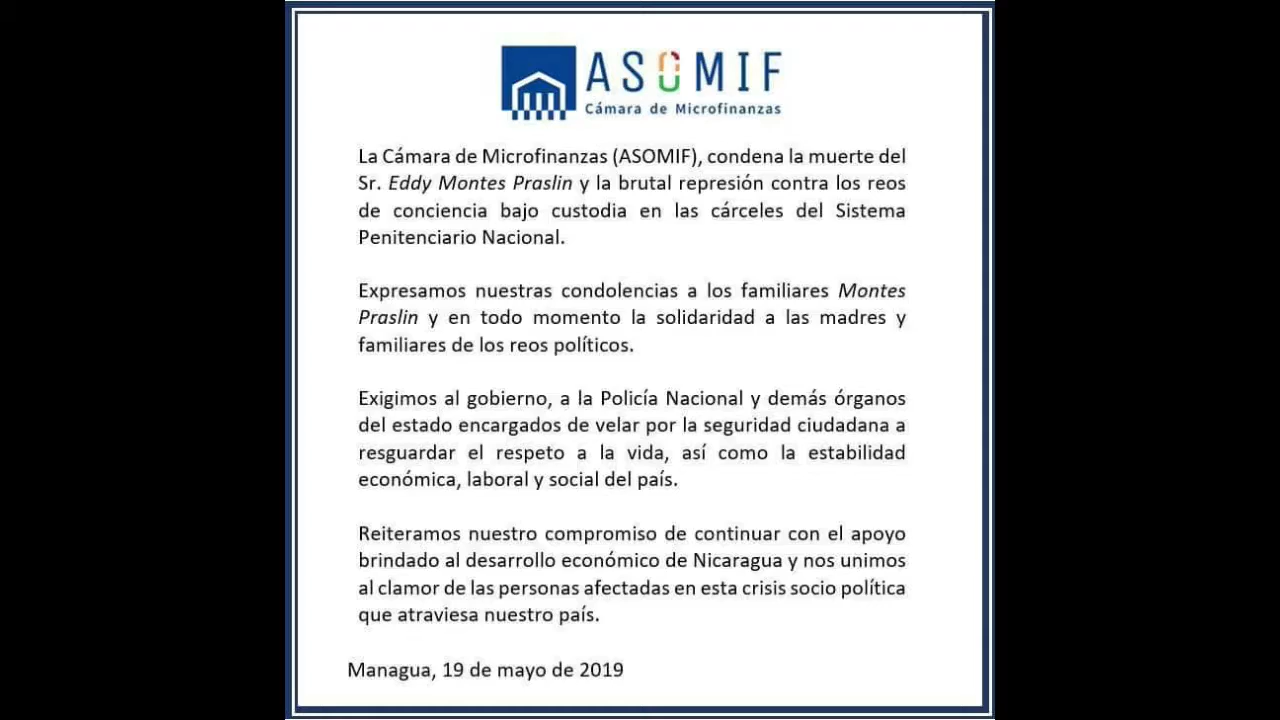 ASOMIF
Cámara de Microfinanzas
La Cámara de Microfinanzas (ASOMIF), condena la muerte del
Sr. Eddy Montes Praslin y la brutal represión contra los reos
de conciencia bajo custodia en las cárceles del Sistema
Penitenciario Nacional.
Expresamos nuestras condolencias a los familiares Montes
Praslin y en todo momento la solidaridad a las madres y
familiares de los reos políticos.
Exigimos al gobierno, a la Policía Nacional y demás órganos
del estado encargados de velar por la seguridad ciudadana a
resguardar el respeto a la vida, así como la estabilidad
económica, laboral y social del país.
Reiteramos nuestro compromiso de continuar con el apoyo
brindado al desarrollo económico de Nicaragua y nos unimos
al clamor de las personas afectadas en esta crisis socio política
que atraviesa nuestro país.
Managua, 19 de mayo de 2019